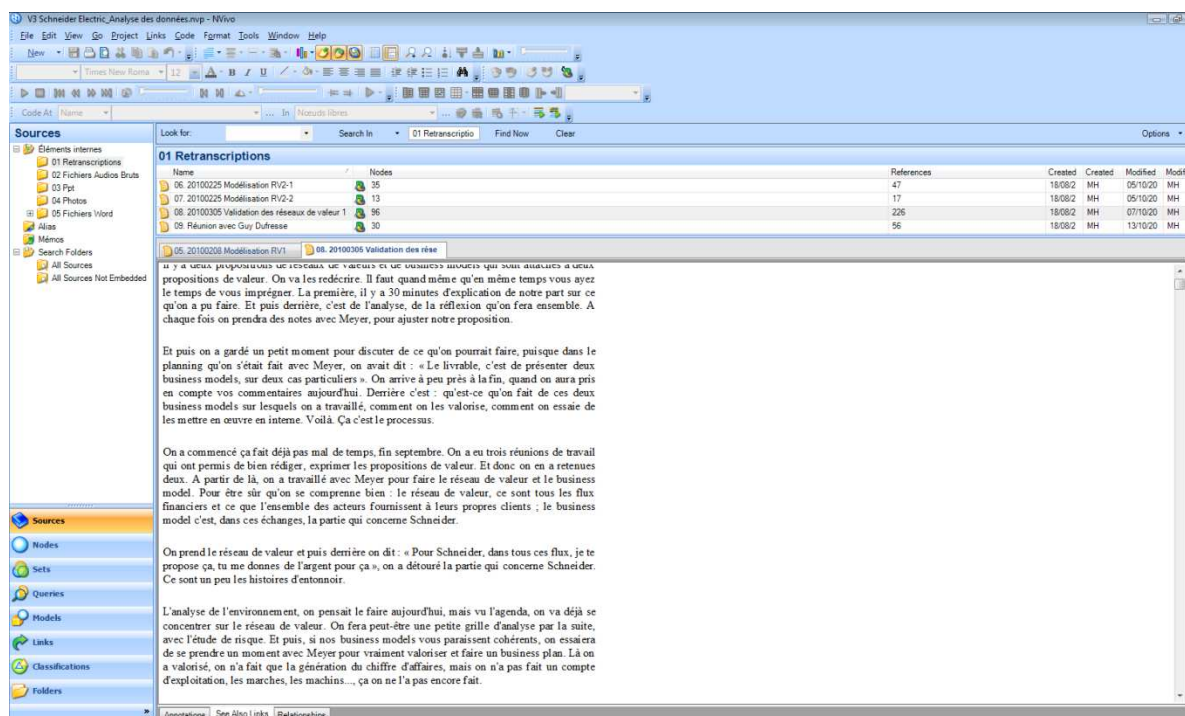 V3 Schneider Electric_Analyse des données.nvp - NVivo
File Edit View Go Project Links Code Format Tools Window Help
New
Times New Roma 12 A B I U
Code At Name In Nœuds libres
Sources
Look for: Search In 01 Retranscriptio Find Now Clear Options
Éléments internes
01 Retranscriptions
02 Fichiers Audios Bruts
03 Ppt
04 Photos
05 Fichiers Word
Alias
Mémos
Search Folders
All Sources
All Sources Not Embedded
01 Retranscriptions
Name Nodes References Created Created Modified Modif
06. 20100225 Modélisation RV2-1 35 47 18/08/2 MH 05/10/20 MH
07. 20100225 Modélisation RV2-2 13 17 18/08/2 MH 05/10/20 MH
08. 20100305 Validation des réseaux de valeur 1 96 226 18/08/2 MH 07/10/20 MH
09. Réunion avec Guy Dufresse 30 56 18/08/2 MH 13/10/20 MH
05. 20100208 Modélisation RV1 08. 20100305 Validation des rése
Il y a deux propositions de réseaux de valeurs et de business models qui sont attachés à deux
propositions de valeur. On va les redécrire. Il faut quand même qu'en même temps vous ayez
le temps de vous imprégner. La première, il y a 30 minutes d'explication de notre part sur ce
qu'on a pu faire. Et puis derrière, c'est de l'analyse, de la réflexion qu'on fera ensemble. A
chaque fois on prendra des notes avec Meyer, pour ajuster notre proposition.
Et puis on a gardé un petit moment pour discuter de ce qu'on pourrait faire, puisque dans le
planning qu'on s'était fait avec Meyer, on avait dit : « Le livrable, c'est de présenter deux
business models, sur deux cas particuliers ». On arrive à peu près à la fin, quand on aura pris
en compte vos commentaires aujourd'hui. Derrière c'est : qu'est-ce qu'on fait de ces deux
business models sur lesquels on a travaillé, comment on les valorise, comment on essaie de
les mettre en œuvre en interne. Voilà. Ça c'est le processus.
On a commencé ça fait déjà pas mal de temps, fin septembre. On a eu trois réunions de travail
qui ont permis de bien rédiger, exprimer les propositions de valeur. Et donc on en a retenues
deux. A partir de là, on a travaillé avec Meyer pour faire le réseau de valeur et le business
model. Pour être sûr qu'on se comprenne bien : le réseau de valeur, ce sont tous les flux
financiers et ce que l'ensemble des acteurs fournissent à leurs propres clients ; le business
model c'est, dans ces échanges, la partie qui concerne Schneider.
On prend le réseau de valeur et puis derrière on dit : « Pour Schneider, dans tous ces flux, je te
propose ça, tu me donnes de l'argent pour ça », on a détouré la partie qui concerne Schneider.
Ce sont un peu les histoires d'entonnoir.
L'analyse de l'environnement, on pensait le faire aujourd'hui, mais vu l'agenda, on va déjà se
concentrer sur le réseau de valeur. On fera peut-être une petite grille d'analyse par la suite,
avec l'étude de risque. Et puis, si nos business models vous paraissent cohérents, on essaiera
de se prendre un moment avec Meyer pour vraiment valoriser et faire un business plan. Là on
a valorisé, on n'a fait que la génération du chiffre d'affaires, mais on n'a pas fait un compte
d'exploitation, les marches, les machins..., ça on ne l'a pas encore fait.
Sources
Nodes
Sets
Queries
Models
Links
Classifications
Folders
»
Annotations See Also Links Relationships